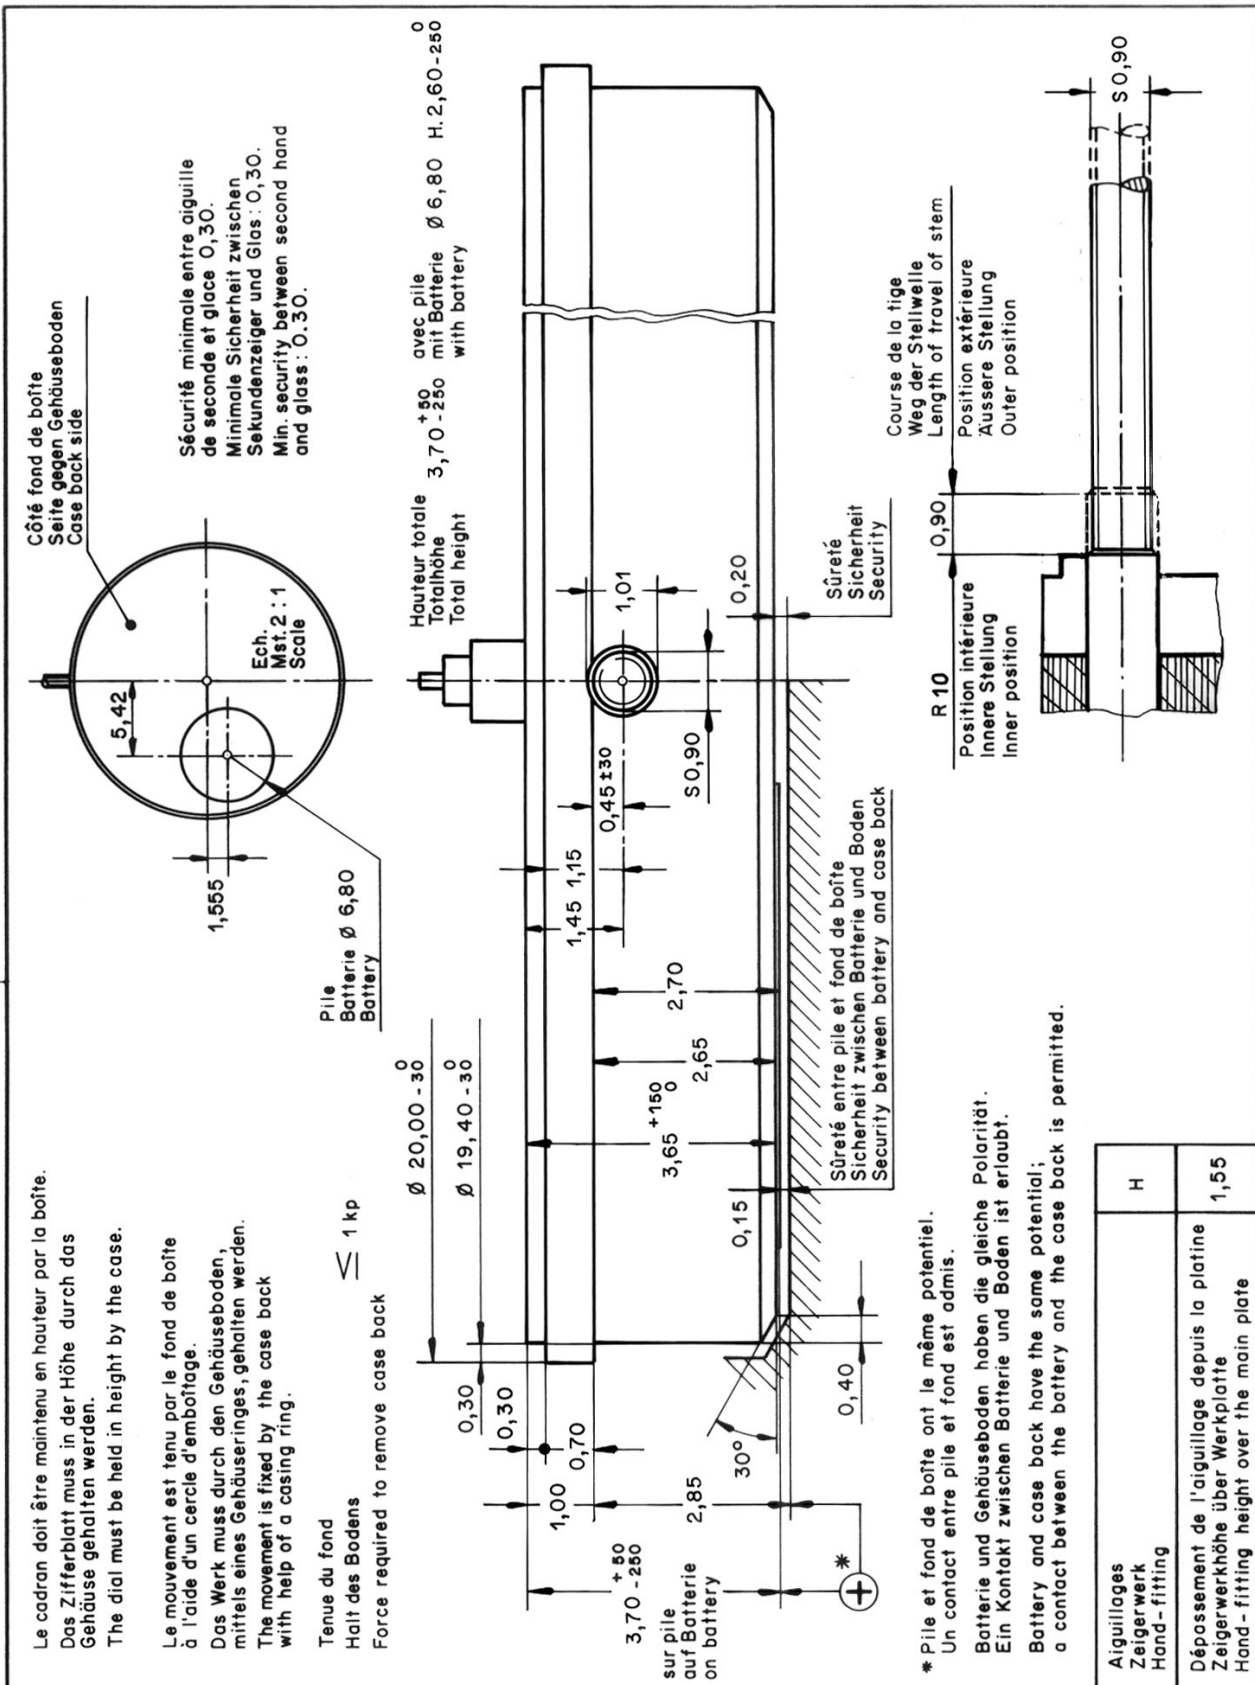 Le cadran doit être maintenu en hauteur par la boîte.
Das Zifferblatt muss in der Höhe durch das
Gehäuse gehalten werden.
The dial must be held in height by the case.
Le mouvement est tenu par le fond de boîte
à l'aide d'un cercle d'emboîtage.
Das Werk muss durch den Gehäuseboden,
mittels eines Gehäuseringes, gehalten werden.
The movement is fixed by the case back
with help of a casing ring.
Tenue du fond
Halt des Bodens
Force required to remove case back
≤ 1 kp
Côté fond de boîte
Seite gegen Gehäuseboden
Case back side
5,42
1,555
Ech.
Mst. 2 : 1
Scale
Pile
Batterie Ø 6,80
Battery
Sécurité minimale entre aiguille
de seconde et glace 0,30.
Minimale Sicherheit zwischen
Sekundenzeiger und Glas : 0,30.
Min. security between second hand
and glass : 0.30.
Hauteur totale
Totalhöhe
Total height
3,70 +50 -250
avec pile
mit Batterie
with battery
Ø 6,80 H. 2,60 -250 0
Ø 20,00 -30 0
Ø 19,40 -30 0
0,30
0,30
0,70
1,00
2,85
3,70 +50 -250
sur pile
auf Batterie
on battery
+
*
30°
0,40
0,15
3,65 +150 0
2,65
2,70
1,45
1,15
0,45 ±30
S 0,90
1,01
0,20
Sûreté
Sicherheit
Security
Sûreté entre pile et fond de boîte
Sicherheit zwischen Batterie und Boden
Security between battery and case back
Course de la tige
Weg der Stellwelle
Length of travel of stem
Position extérieure
Äussere Stellung
Outer position
R 10
0,90
Position intérieure
Innere Stellung
Inner position
S 0,90
* Pile et fond de boîte ont le même potentiel.
Un contact entre pile et fond est admis.
Batterie und Gehäuseboden haben die gleiche Polarität.
Ein Kontakt zwischen Batterie und Boden ist erlaubt.
Battery and case back have the same potential;
a contact between the battery and the case back is permitted.
Aiguillages
Zeigerwerk
Hand-fitting
H
Dépassement de l'aiguillage depuis la platine
Zeigerwerkhöhe über Werkplatte
Hand-fitting height over the main plate
1,55